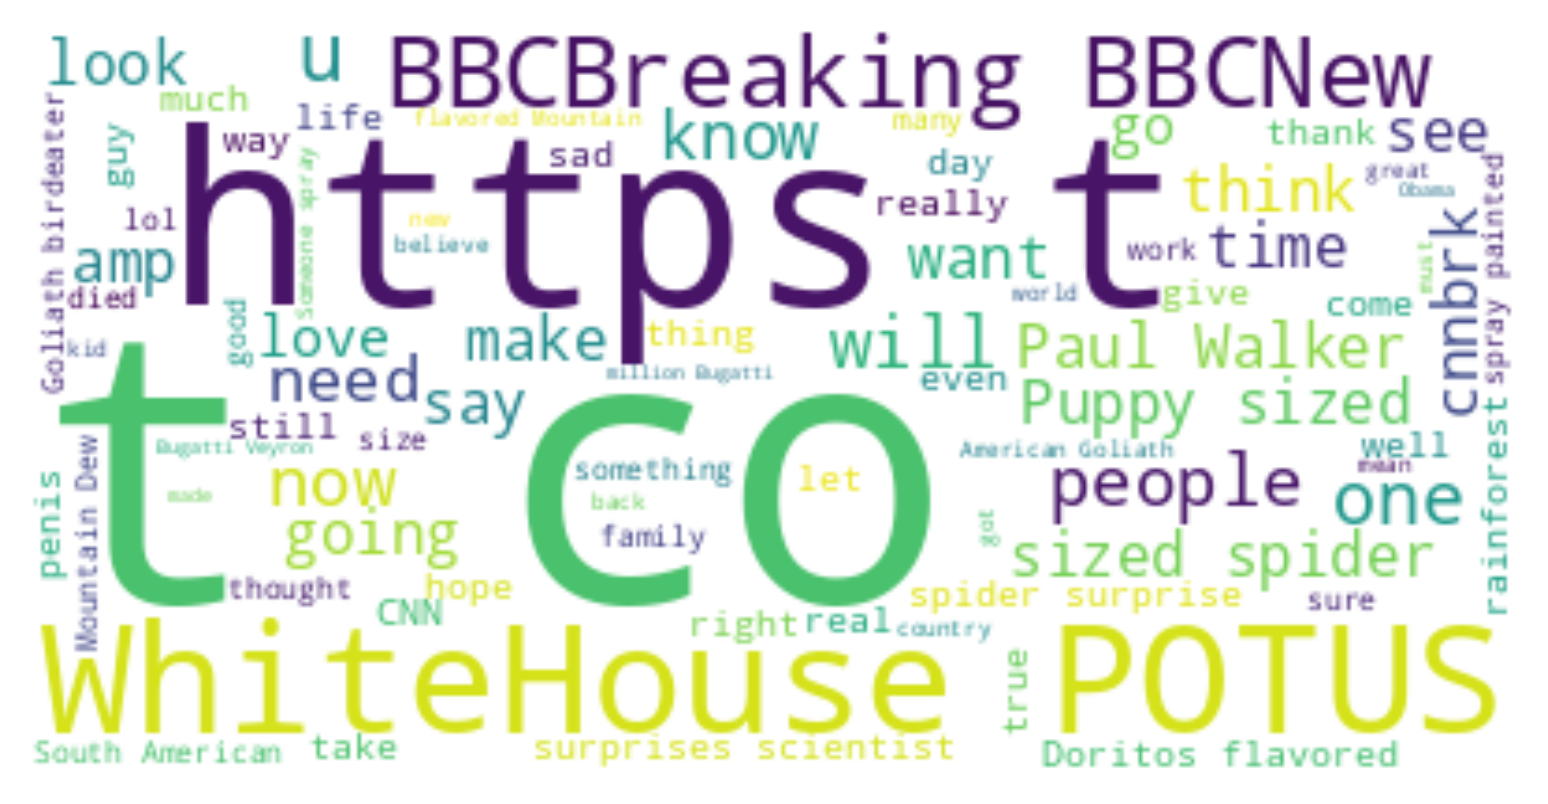 look
u
BBCBreaking
BBCNew
much
life
flavored Mountain
know
many
go
thank
see
guy
way
sad
day
think
great
Obama
lol
https t
really
new
believe
amp
died
want
work
time
world
give
come
must
Goliath birdeater
someone spray
spray painted
cnnbrk
good
kid
love
make
thing
will
Paul Walker
need
million Bugatti
even
say
Puppy sized
still
size
Bugatti Veyron
American Goliath
well
mean
t co
something
let
people
one
now
made
back
penis
Mountain Dew
going
family
got
sized spider
rainforest
thought
hope
CNN
spider surprise
sure
right
real
country
WhiteHouse
true
POTUS
South American
take
surprises scientist
Doritos flavored